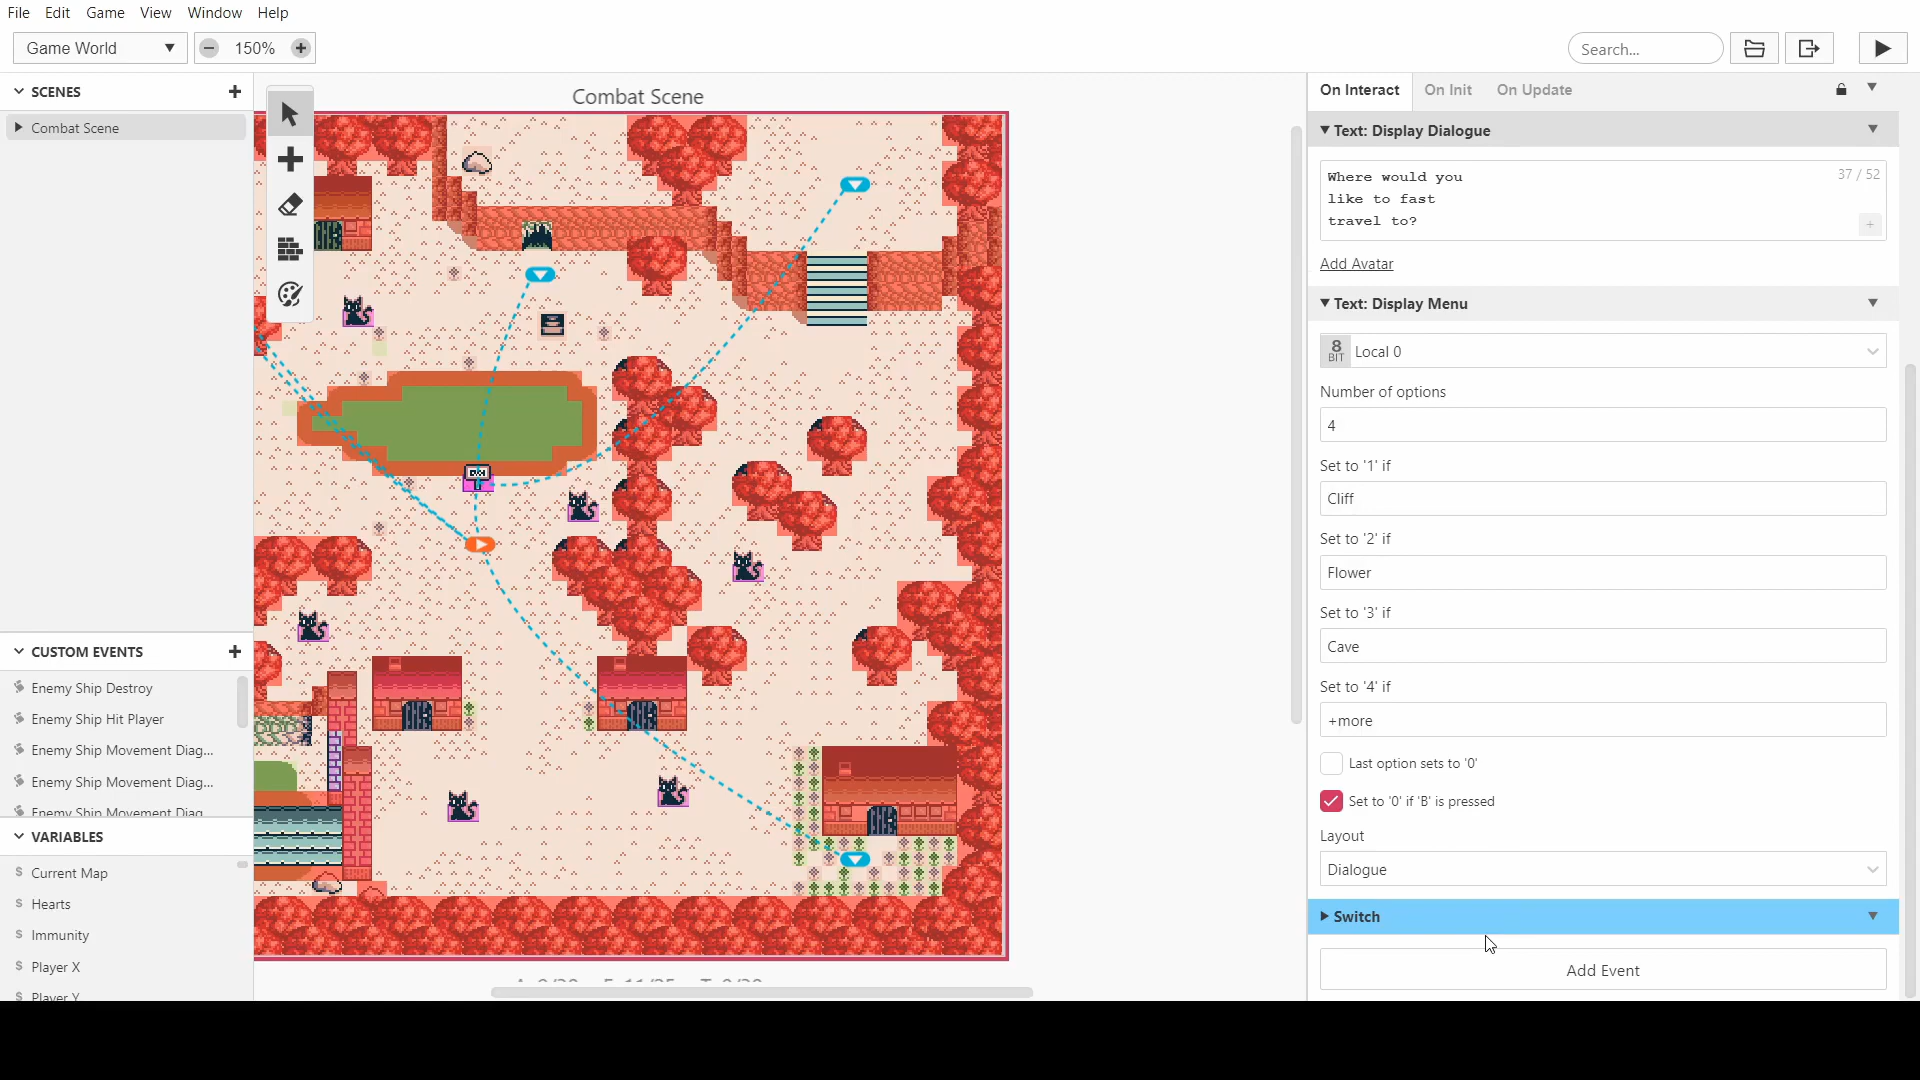 File Edit Game View Window Help
Game World 150% Search...
SCENES
Combat Scene
Combat Scene
CUSTOM EVENTS
Enemy Ship Destroy
Enemy Ship Hit Player
Enemy Ship Movement Diag...
Enemy Ship Movement Diag...
Enemy Ship Movement Diag
VARIABLES
$ Current Map
$ Hearts
$ Immunity
$ Player X
$ Player Y
On Interact On Init On Update
Text: Display Dialogue
Where would you
like to fast
travel to?
37 / 52
Add Avatar
Text: Display Menu
8 BIT Local 0
Number of options
4
Set to '1' if
Cliff
Set to '2' if
Flower
Set to '3' if
Cave
Set to '4' if
+more
Last option sets to '0'
Set to '0' if 'B' is pressed
Layout
Dialogue
Switch
Add Event